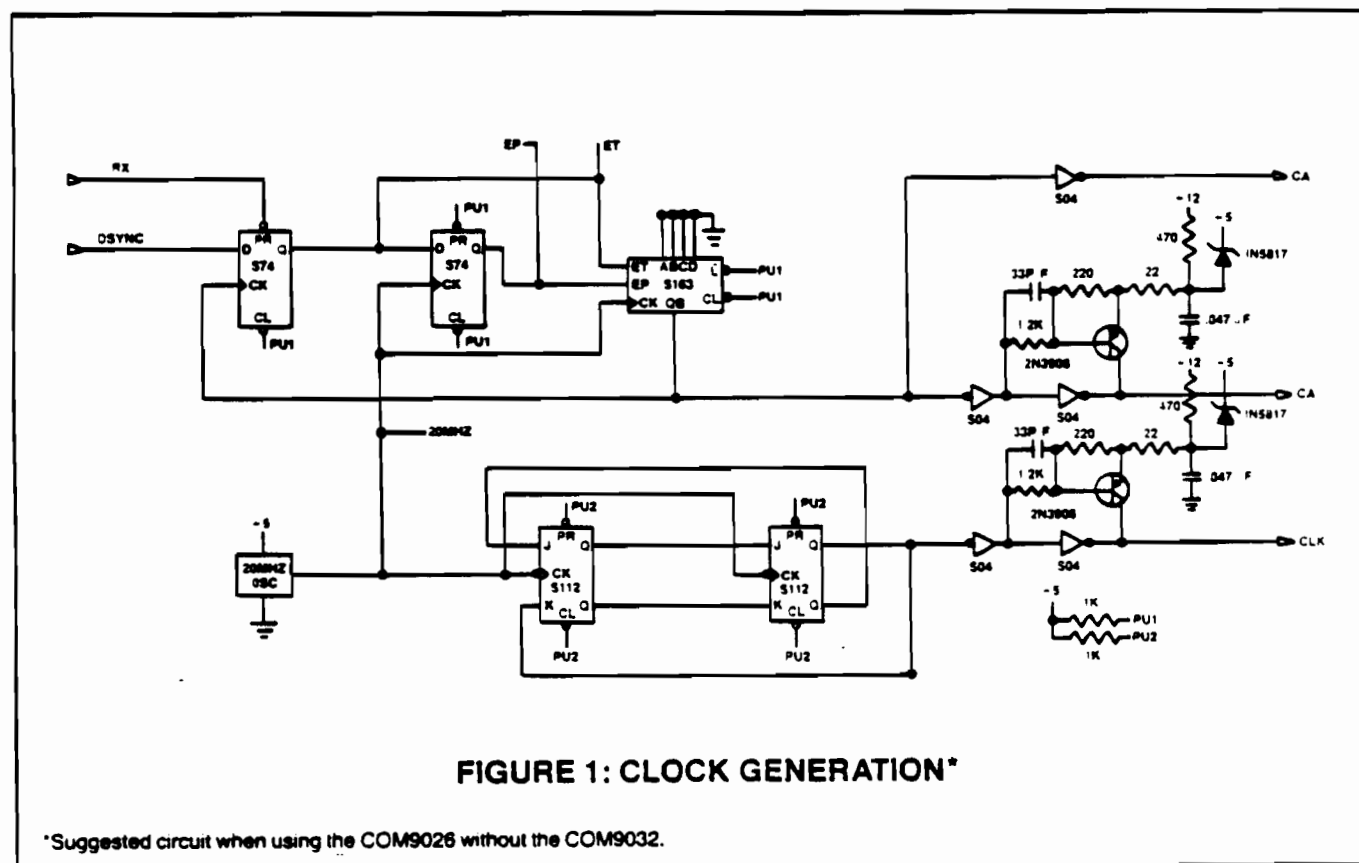 EP
ET
RX
DSYNC
PU1
PR
D
Q
S74
CK
CL
PU1
PR
D
Q
S74
CK
CL
PU1
ABCD
ET
S163
L
EP
CK
QB
CL
PU1
PU1
20MHZ
S04
CA
-12
-5
470
1N5817
33P F
220
22
1.2K
2N3906
.047 F
S04
S04
CA
-12
-5
470
1N5817
33P F
220
22
1.2K
2N3906
.047 F
S04
S04
CLK
-5
20MHZ
OSC
PU2
PR
J
Q
CK
S112
K
Q
CL
PU2
PU2
PR
J
Q
CK
S112
K
Q
CL
PU2
-5
1K
PU1
PU2
1K
FIGURE 1: CLOCK GENERATION*
*Suggested circuit when using the COM9026 without the COM9032.